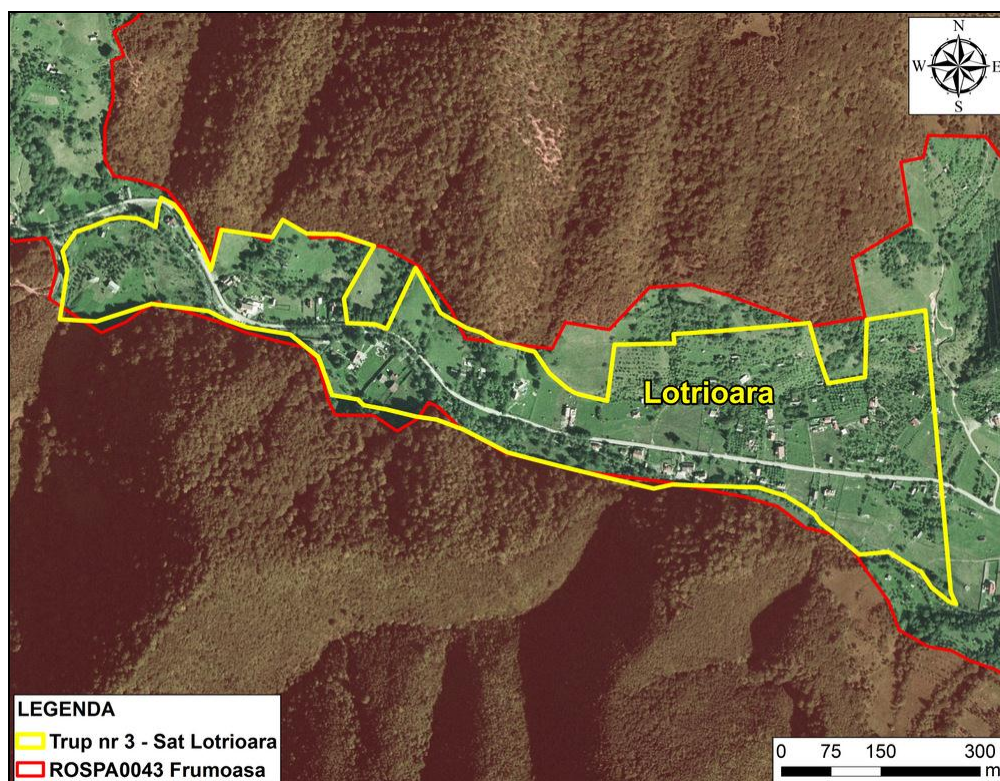 N
W E
S
Lotrioara
LEGENDA
Trup nr 3 - Sat Lotrioara
ROSPA0043 Frumoasa
0 75 150 300
m